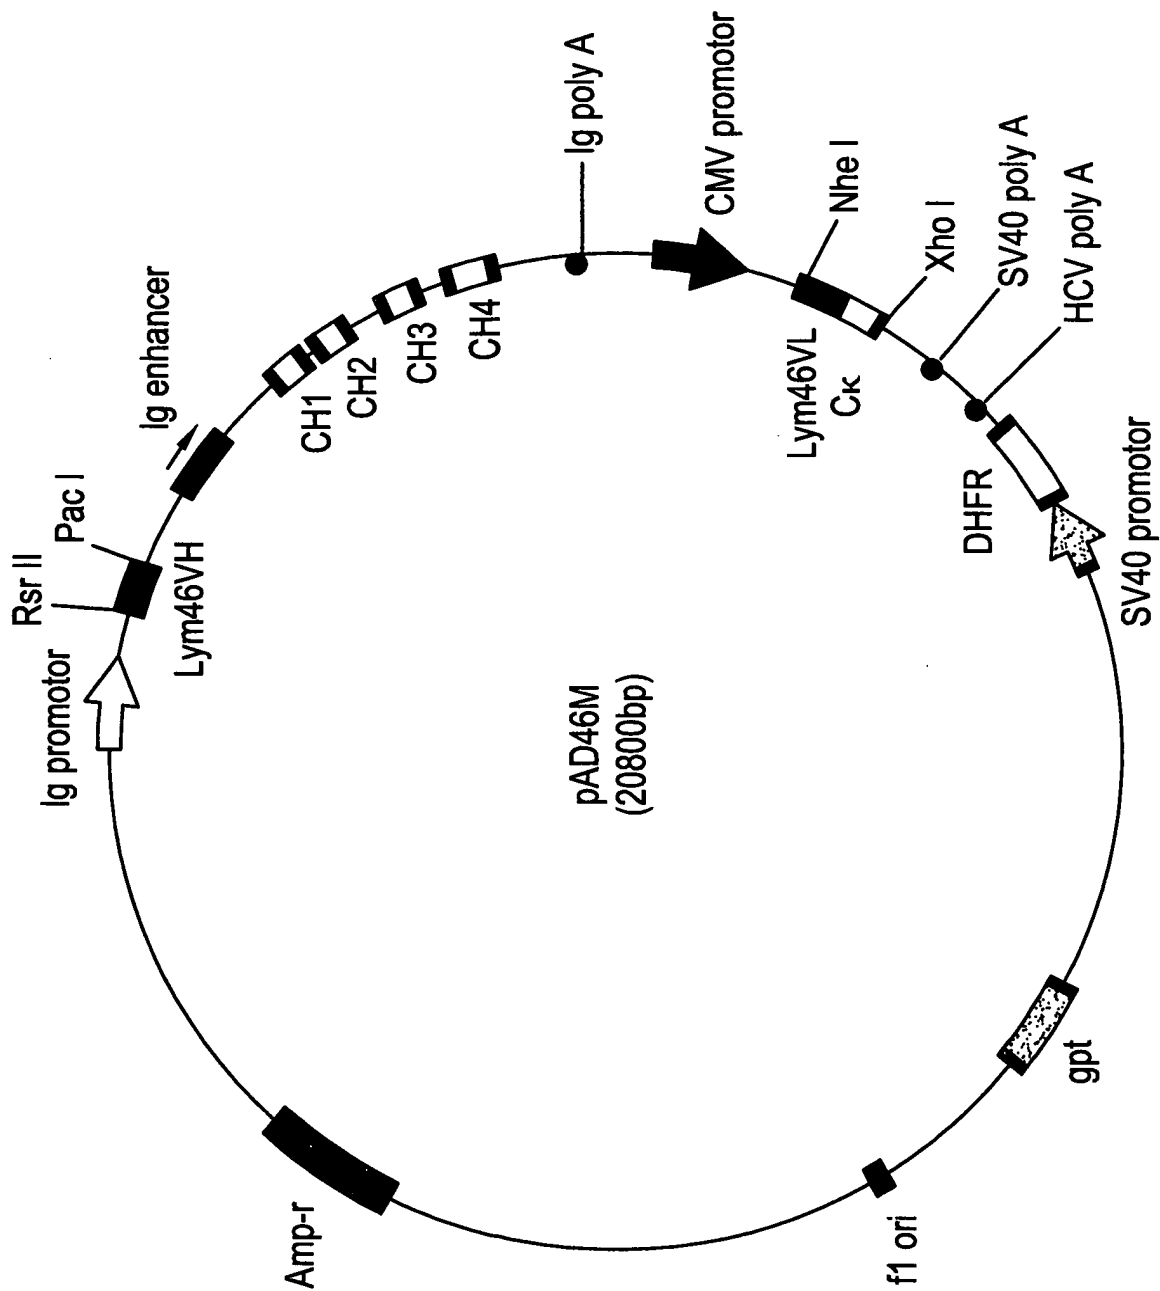 Ig promotor
Rsr II
Pac I
Lym46VH
Ig enhancer
CH1
CH2
CH3
CH4
Ig poly A
CMV promotor
Nhe I
Lym46VL
Cκ
Xho I
SV40 poly A
HCV poly A
DHFR
SV40 promotor
gpt
f1 ori
Amp-r
pAD46M
(20800bp)